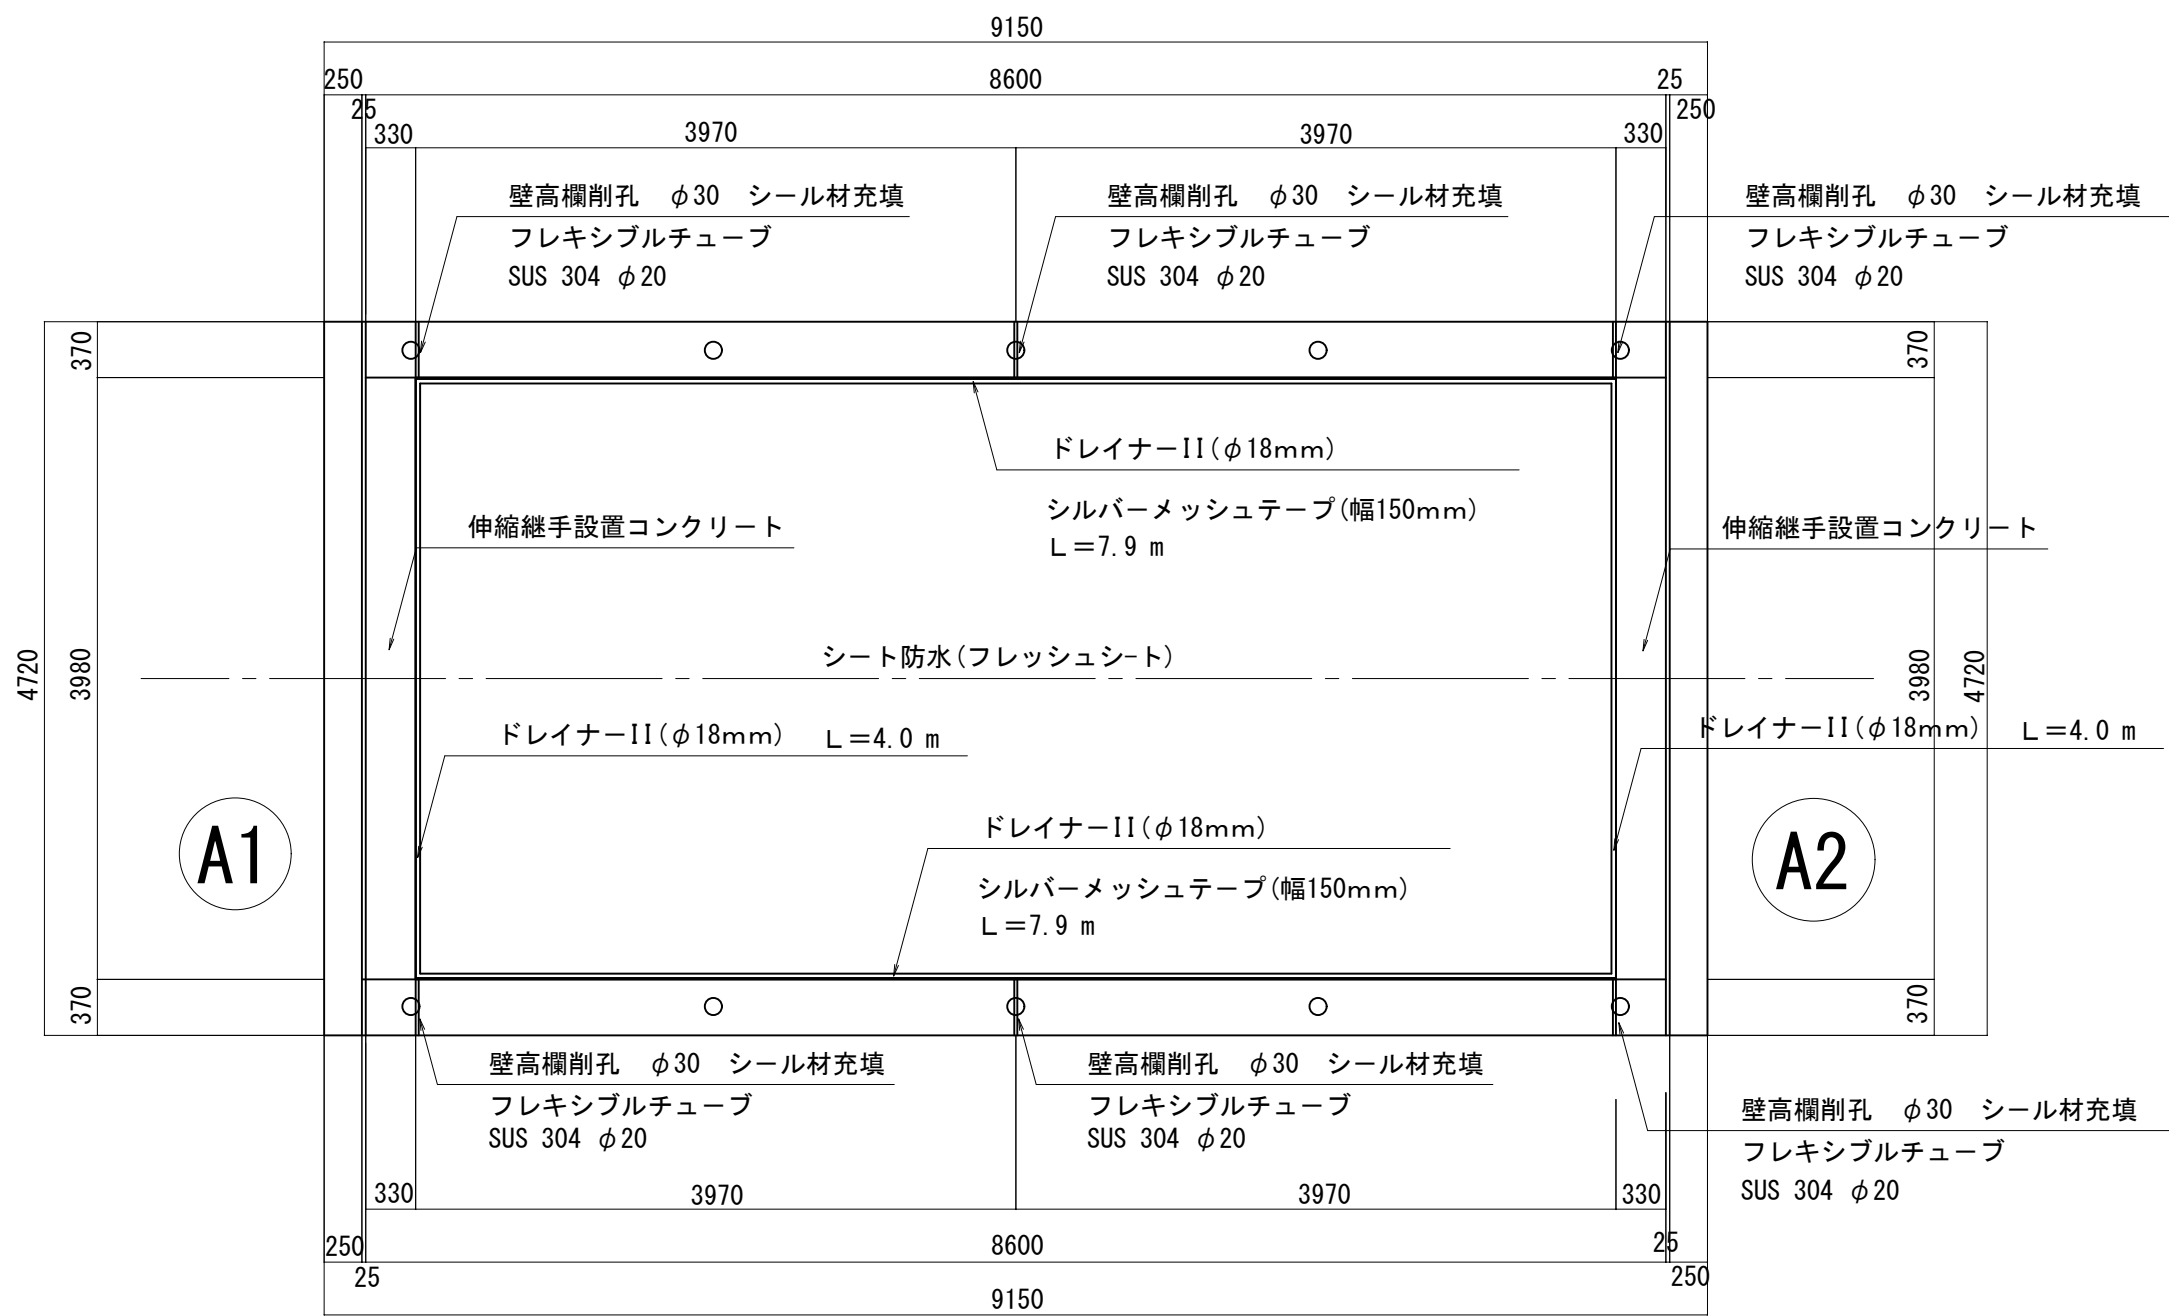 9150
250
8600
25
25
250
330
3970
3970
330
壁高欄削孔　φ30　シール材充填
フレキシブルチューブ
SUS 304 φ20
壁高欄削孔　φ30　シール材充填
フレキシブルチューブ
SUS 304 φ20
壁高欄削孔　φ30　シール材充填
フレキシブルチューブ
SUS 304 φ20
370
370
ドレイナーII(φ18mm)
シルバーメッシュテープ(幅150mm)
L=7.9 m
伸縮継手設置コンクリート
伸縮継手設置コンクリート
シート防水(フレッシュシ-ト)
4720
3980
3980
4720
ドレイナーII(φ18mm)　L=4.0 m
ドレイナーII(φ18mm)　L=4.0 m
A1
ドレイナーII(φ18mm)
シルバーメッシュテープ(幅150mm)
L=7.9 m
A2
370
370
壁高欄削孔　φ30　シール材充填
フレキシブルチューブ
SUS 304 φ20
壁高欄削孔　φ30　シール材充填
フレキシブルチューブ
SUS 304 φ20
壁高欄削孔　φ30　シール材充填
フレキシブルチューブ
SUS 304 φ20
330
3970
3970
330
250
8600
25
25
250
9150